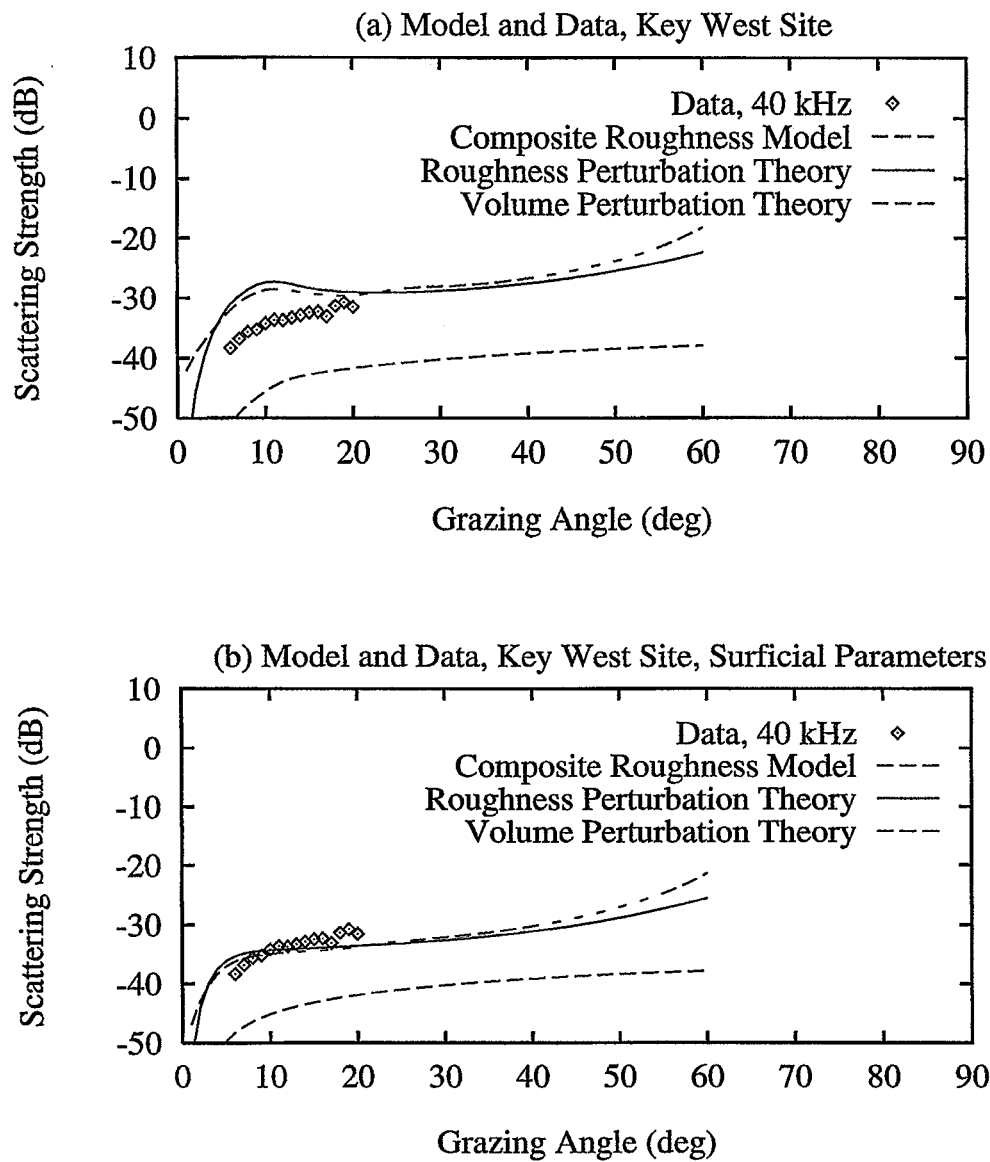 (a) Model and Data, Key West Site
Scattering Strength (dB)
10
0
-10
-20
-30
-40
-50
Data, 40 kHz
Composite Roughness Model
Roughness Perturbation Theory
Volume Perturbation Theory
0 10 20 30 40 50 60 70 80 90
Grazing Angle (deg)
(b) Model and Data, Key West Site, Surficial Parameters
Scattering Strength (dB)
10
0
-10
-20
-30
-40
-50
Data, 40 kHz
Composite Roughness Model
Roughness Perturbation Theory
Volume Perturbation Theory
0 10 20 30 40 50 60 70 80 90
Grazing Angle (deg)